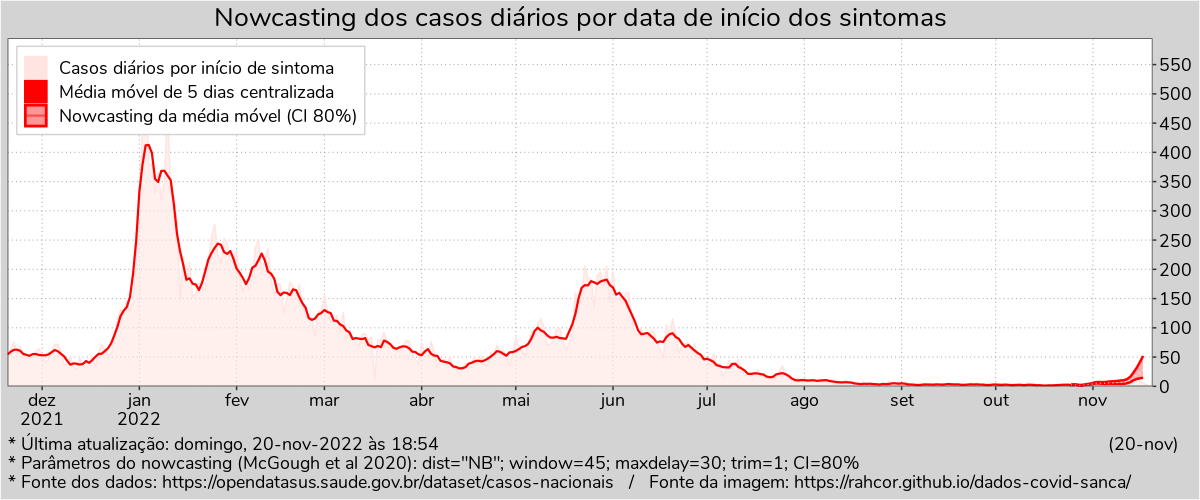 Nowcasting dos casos diários por data de início dos sintomas
Casos diários por início de sintoma
Média móvel de 5 dias centralizada
Nowcasting da média móvel (CI 80%)
550
500
450
400
350
300
250
200
150
100
50
0
dez jan fev mar abr mai jun jul ago set out nov
2021 2022
* Última atualização: domingo, 20-nov-2022 às 18:54 (20-nov)
* Parâmetros do nowcasting (McGough et al 2020): dist="NB"; window=45; maxdelay=30; trim=1; CI=80%
* Fonte dos dados: https://opendatasus.saude.gov.br/dataset/casos-nacionais / Fonte da imagem: https://rahcor.github.io/dados-covid-sanca/